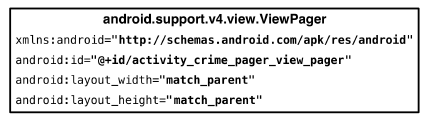 android.support.v4.view.ViewPager
xmlns:android="http://schemas.android.com/apk/res/android"
android:id="@+id/activity_crime_pager_view_pager"
android:layout_width="match_parent"
android:layout_height="match_parent"